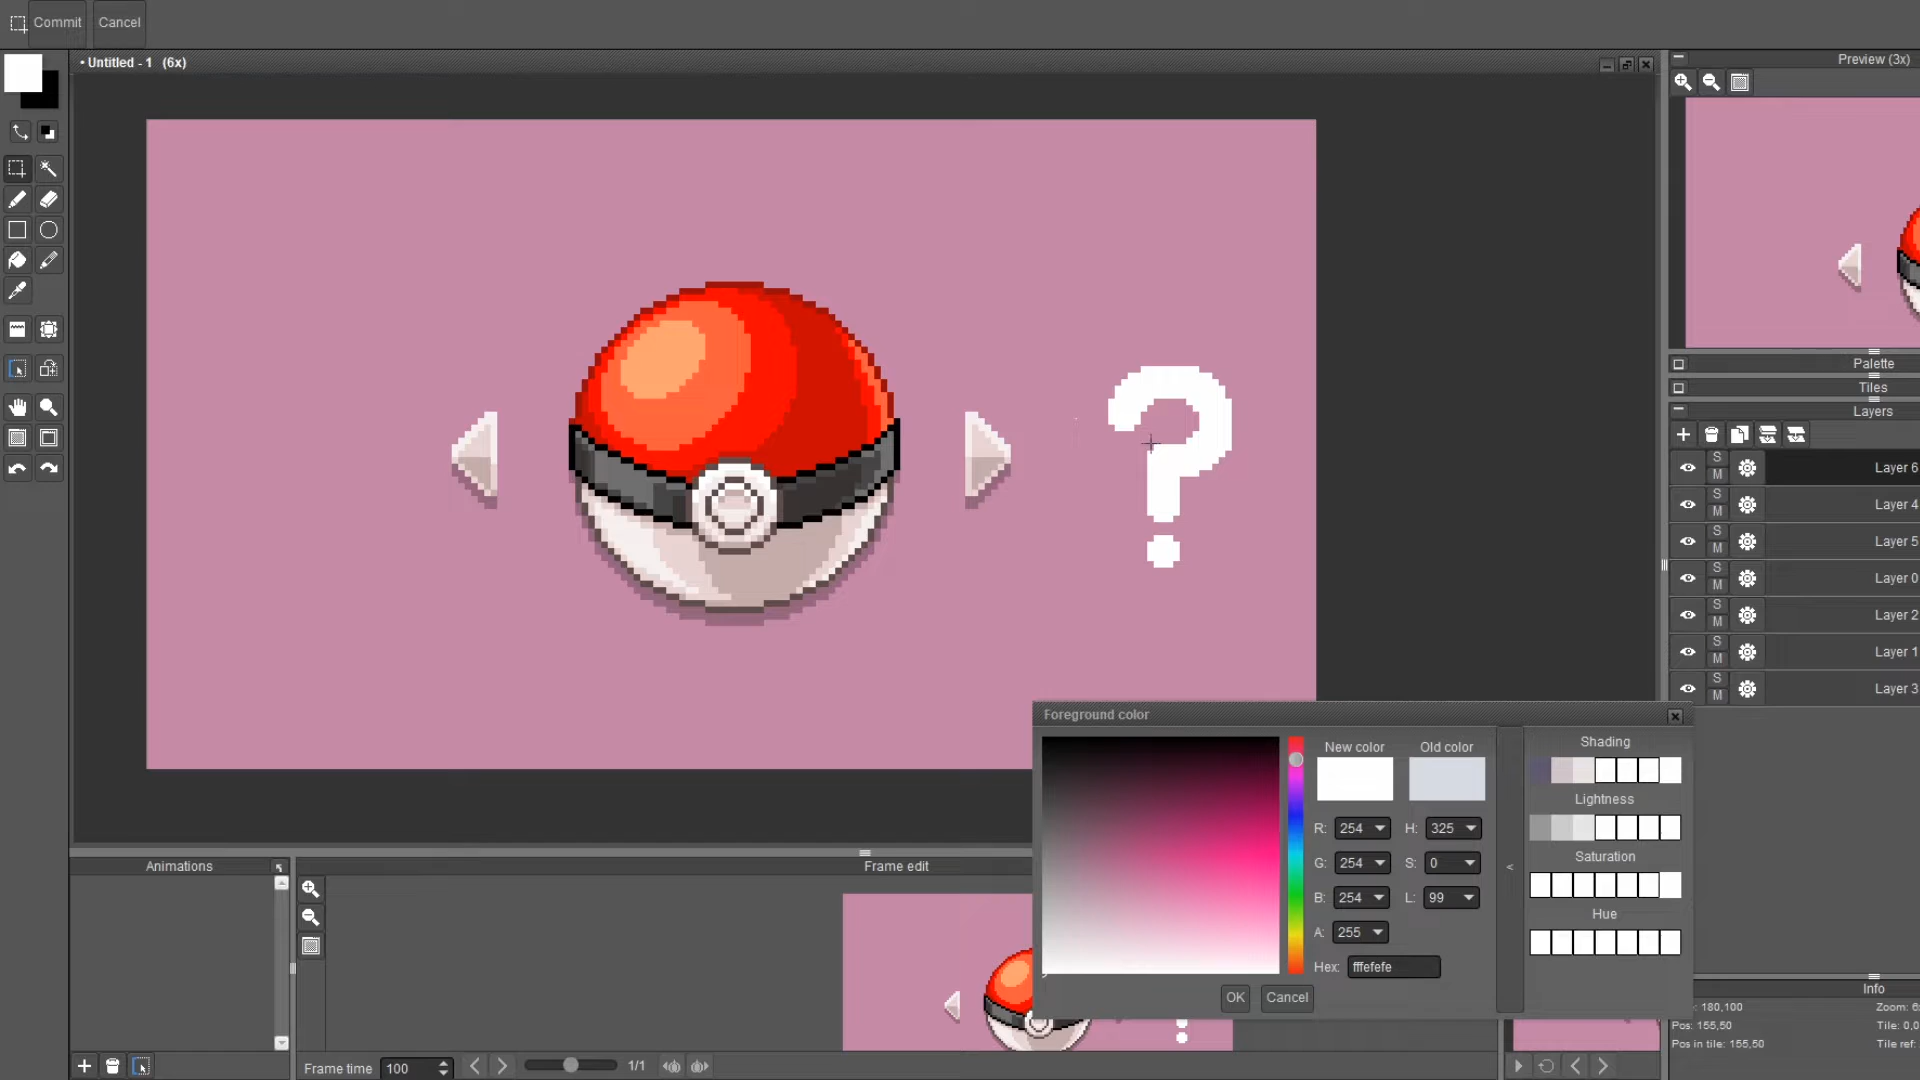 Commit Cancel
• Untitled - 1 (6x)
Preview (3x)
?
Palette
Tiles
Layers
S
M
Layer 6
S
M
Layer 4
S
M
Layer 5
S
M
Layer 0
S
M
Layer 2
S
M
Layer 1
S
M
Layer 3
Foreground color
New color Old color
R: 254 H: 325
G: 254 S: 0
B: 254 L: 99
A: 255
Hex: fffefefe
OK Cancel
<
Shading
Lightness
Saturation
Hue
Animations
Frame edit
Frame time 100
1/1
Info
: 180,100 Zoom: 6
Pos: 155,50 Tile: 0,0
Pos in tile: 155,50 Tile ref: